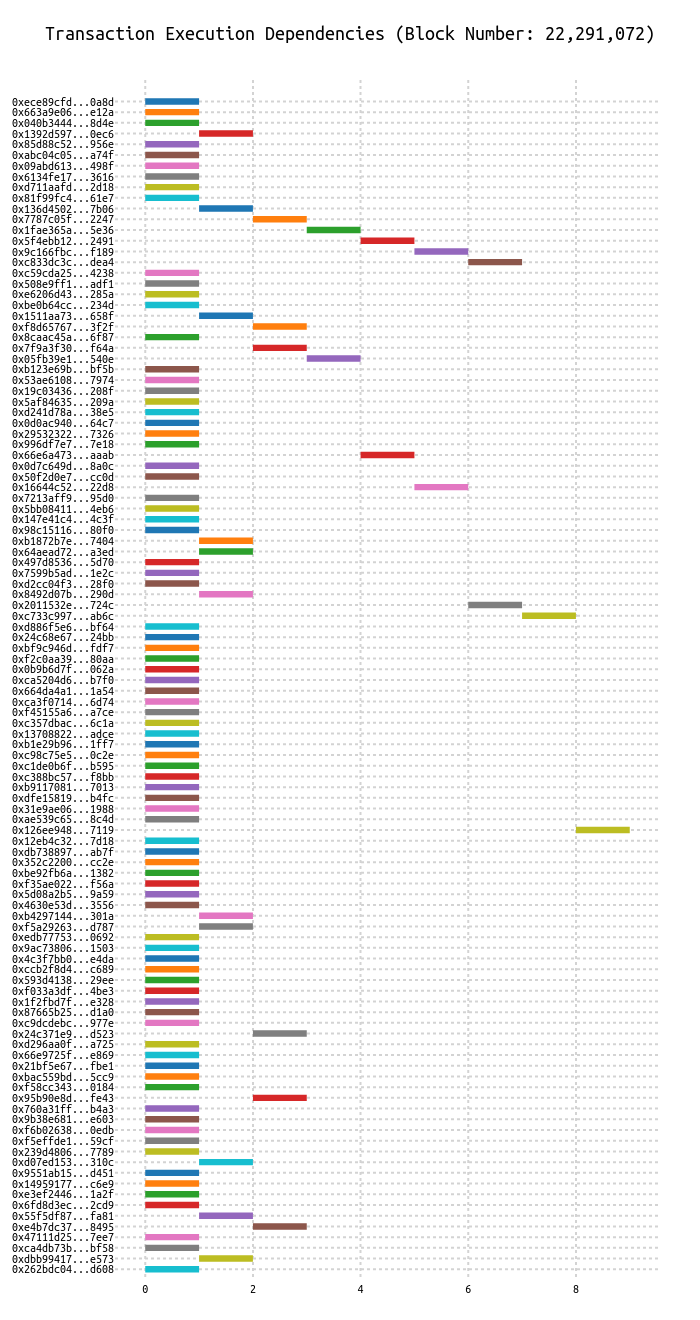 Transaction Execution Dependencies (Block Number: 22,291,072)
0xece89cfd...0a8d
0x663a9e06...e12a
0x040b3444...8d4e
0x1392d597...0ec6
0x85d88c52...956e
0xabc04c05...a74f
0x09abd613...498f
0x6134fe17...3616
0xd711aafd...2d18
0x81f99fc4...61e7
0x136d4502...7b06
0x7787c05f...2247
0x1fae365a...5e36
0x5f4ebb12...2491
0x9c166fbc...f189
0xc833dc3c...dea4
0xc59cda25...4238
0x508e9ff1...adf1
0xe6206d43...285a
0xbe0b64cc...234d
0x1511aa73...658f
0xf8d65767...3f2f
0x8caac45a...6f87
0x7f9a3f30...f64a
0x05fb39e1...540e
0xb123e69b...bf5b
0x53ae6108...7974
0x19c03436...208f
0x5af84635...209a
0xd241d78a...38e5
0x0d0ac940...64c7
0x29532322...7326
0x996df7e7...7e18
0x66e6a473...aaab
0x0d7c649d...8a0c
0x50f2d0e7...cc0d
0x16644c52...22d8
0x7213aff9...95d0
0x5bb08411...4eb6
0x147e41c4...4c3f
0x98c15116...80f0
0xb1872b7e...7404
0x64aead72...a3ed
0x497d8536...5d70
0x7599b5ad...1e2c
0xd2cc04f3...28f0
0x8492d07b...290d
0x2011532e...724c
0xc733c997...ab6c
0xd886f5e6...bf64
0x24c68e67...24bb
0xbf9c946d...fdf7
0xf2c0aa39...80aa
0x0b9b6d7f...062a
0xca5204d6...b7f0
0x664da4a1...1a54
0xca3f0714...6d74
0xf45155a6...a7ce
0xc357dbac...6c1a
0x13708822...adce
0xb1e29b96...1ff7
0xc98c75e5...0c2e
0xc1de0b6f...b595
0xc388bc57...f8bb
0xb9117081...7013
0xdfe15819...b4fc
0x31e9ae06...1988
0xae539c65...8c4d
0x126ee948...7119
0x12eb4c32...7d18
0xdb738897...ab7f
0x352c2200...cc2e
0xbe92fb6a...1382
0xf35ae022...f56a
0x5d08a2b5...9a59
0x4630e53d...3556
0xb4297144...301a
0xf5a29263...d787
0xedb77753...0692
0x9ac73806...1503
0x4c3f7bb0...e4da
0xccb2f8d4...c689
0x593d4138...29ee
0xf033a3df...4be3
0x1f2fbd7f...e328
0x87665b25...d1a0
0xc9dcdebc...977e
0x24c371e9...d523
0xd296aa0f...a725
0x66e9725f...e869
0x21bf5e67...fbe1
0xbac559bd...5cc9
0xf58cc343...0184
0x95b90e8d...fe43
0x760a31ff...b4a3
0x9b38e681...e603
0xf6b02638...0edb
0xf5effde1...59cf
0x239d4806...7789
0xd07ed153...310c
0x9551ab15...d451
0x14959177...c6e9
0xe3ef2446...1a2f
0x6fd8d3ec...2cd9
0x55f5df87...fa81
0xe4b7dc37...8495
0x47111d25...7ee7
0xca4db73b...bf58
0xdbb99417...e573
0x262bdc04...d608
0 2 4 6 8